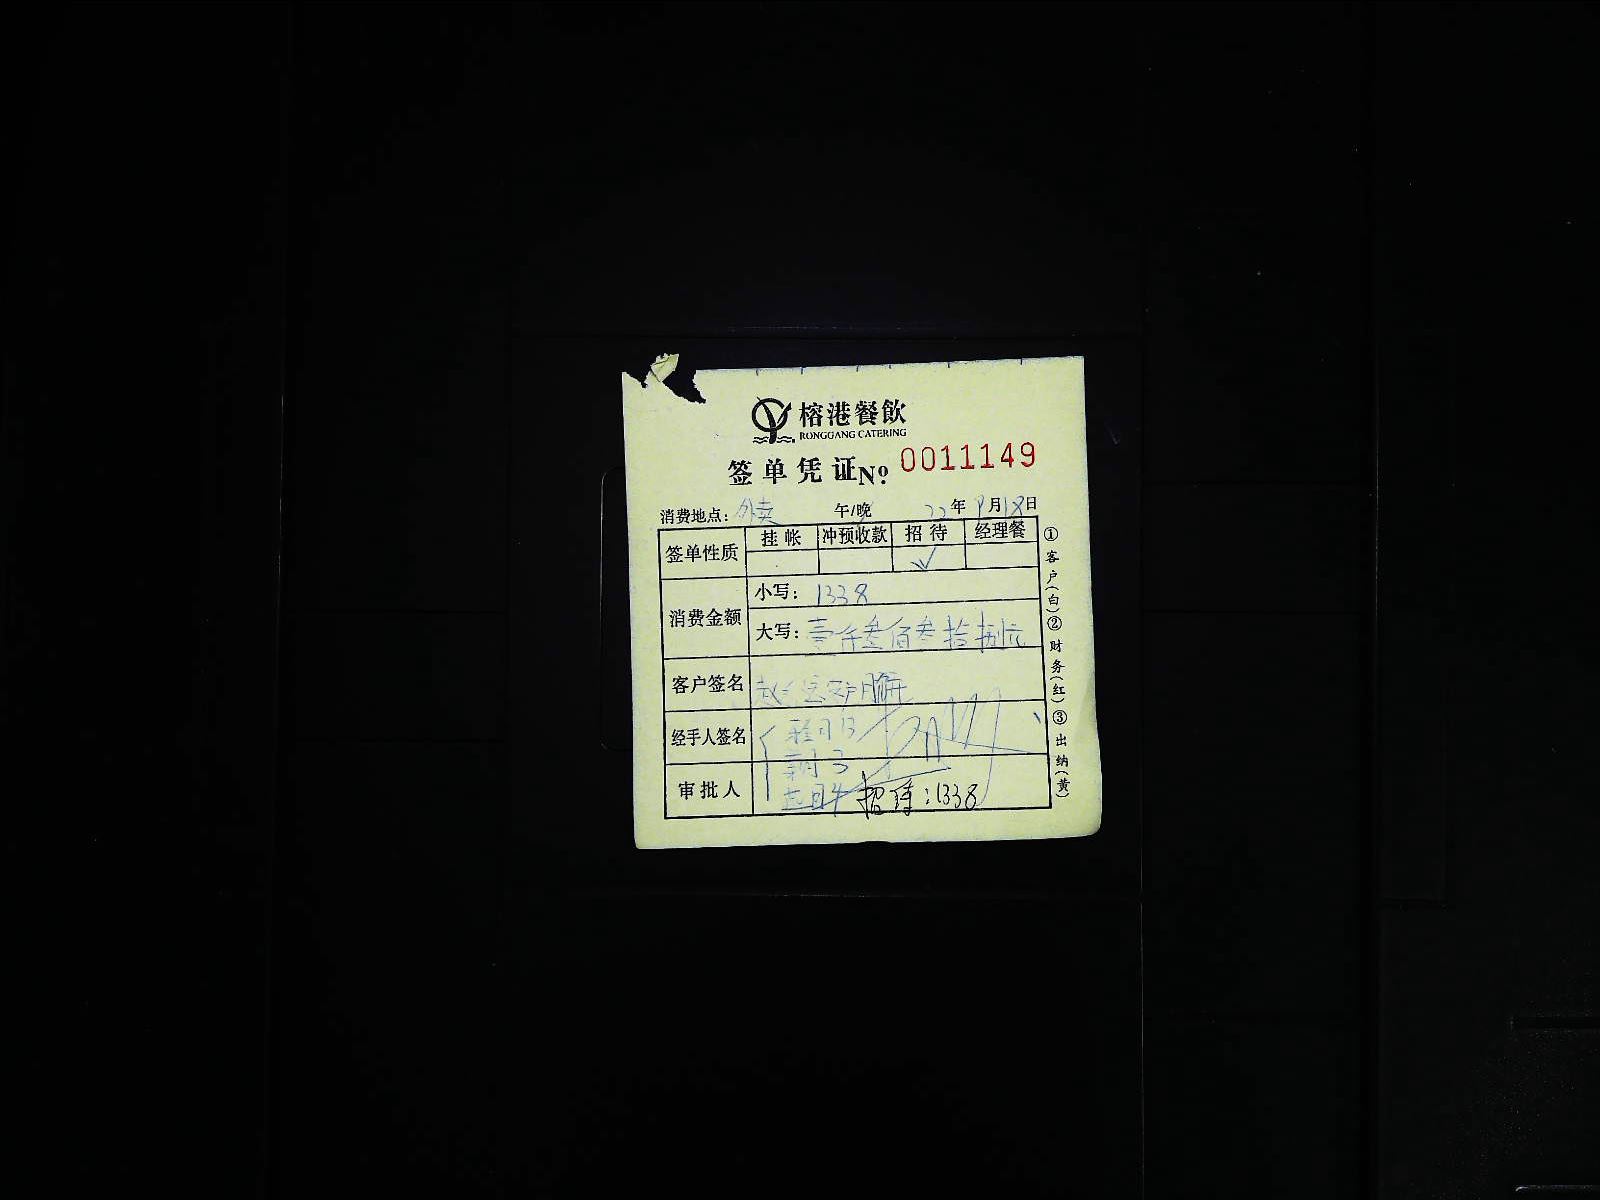 榕港餐飲
RONGGANG CATERING
签单凭证№ 0011149
消费地点：外卖 午/晚 22年 月18日
签单性质 挂帐 冲预收款 招待 经理餐
✓
消费金额 小写：1338
大写：壹仟叁佰叁拾捌元
客户签名
经手人签名
审批人 招待：1338
①客户（白）②财务（红）③出纳（黄）